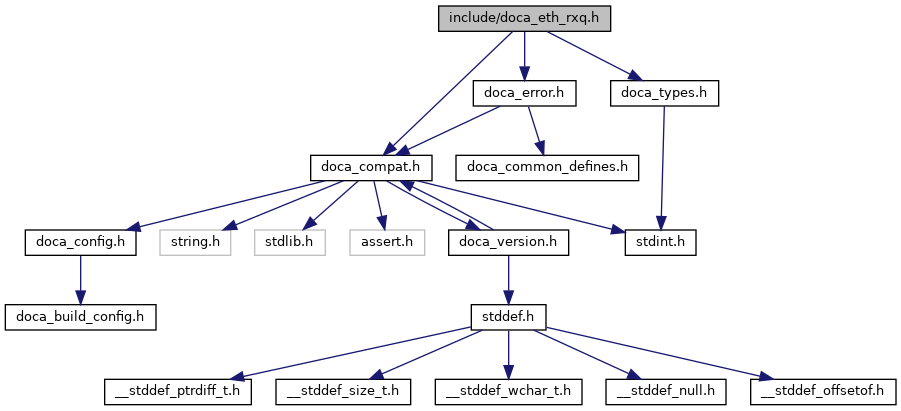 include/doca_eth_rxq.h
doca_error.h
doca_types.h
doca_compat.h
doca_common_defines.h
doca_config.h
string.h
stdlib.h
assert.h
doca_version.h
stdint.h
doca_build_config.h
stddef.h
__stddef_ptrdiff_t.h
__stddef_size_t.h
__stddef_wchar_t.h
__stddef_null.h
__stddef_offsetof.h